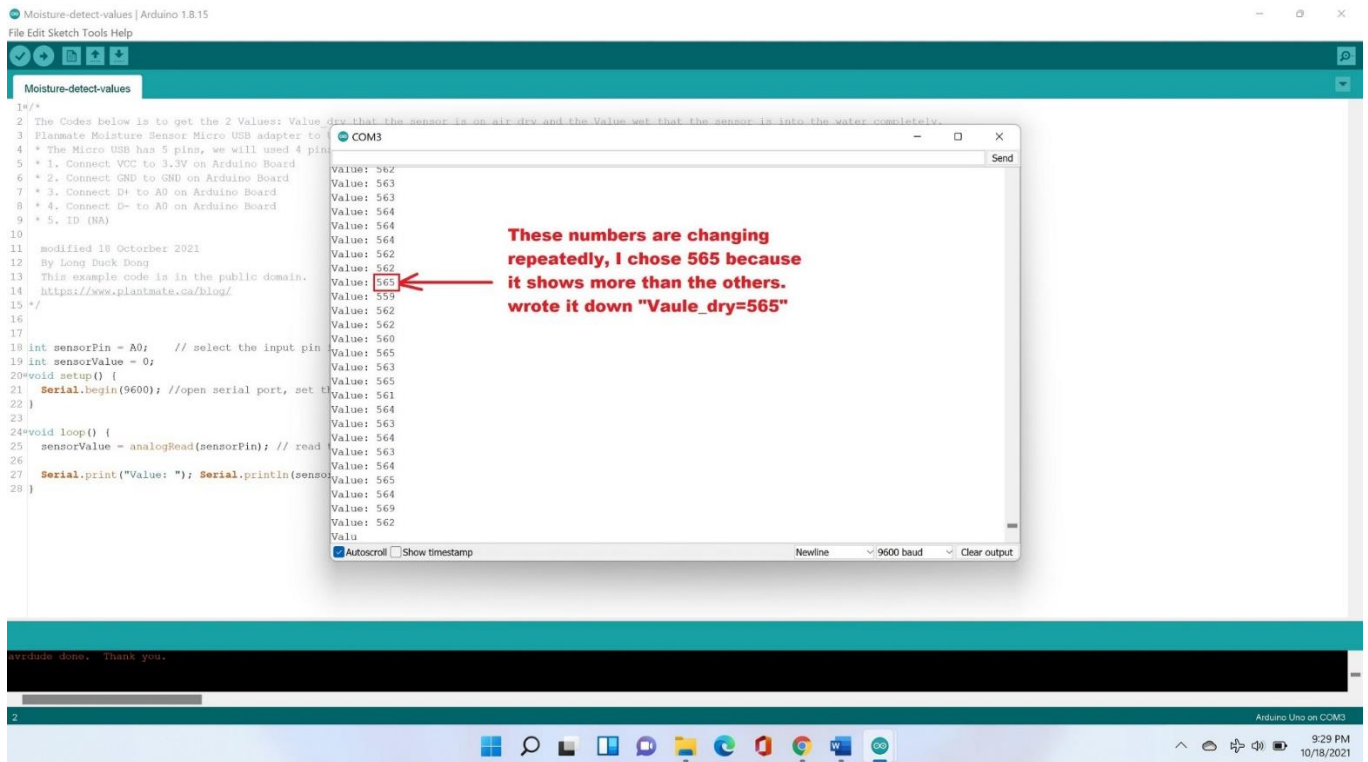 Moisture-detect-values | Arduino 1.8.15
File Edit Sketch Tools Help
Moisture-detect-values
1 /*
2 The Codes below is to get the 2 Values: Value_dry that the sensor is on air dry and the Value wet that the sensor is into the water completely.
3 Planmate Moisture Sensor Micro USB adapter to
4 * The Micro USB has 5 pins, we will used 4 pin
5 * 1. Connect VCC to 3.3V on Arduino Board
6 * 2. Connect GND to GND on Arduino Board
7 * 3. Connect D+ to A0 on Arduino Board
8 * 4. Connect D- to A0 on Arduino Board
9 * 5. ID (NA)
10
11 modified 18 Octorber 2021
12 By Long Duck Dong
13 This example code is in the public domain.
14 https://www.plantmate.ca/blog/
15 */
16
17
18 int sensorPin = A0; // select the input pin
19 int sensorValue = 0;
20 void setup() {
21 Serial.begin(9600); //open serial port, set th
22 }
23
24 void loop() {
25 sensorValue = analogRead(sensorPin); // read
26
27 Serial.print("Value: "); Serial.println(senso
28 }
COM3
Send
Value: 562
Value: 563
Value: 563
Value: 564
Value: 564
Value: 564
Value: 562
Value: 562
Value: 565
Value: 559
Value: 562
Value: 562
Value: 560
Value: 565
Value: 563
Value: 565
Value: 561
Value: 564
Value: 563
Value: 564
Value: 563
Value: 564
Value: 565
Value: 564
Value: 569
Value: 562
Valu
These numbers are changing
repeatedly, I chose 565 because
it shows more than the others.
wrote it down "Vaule_dry=565"
Autoscroll Show timestamp Newline 9600 baud Clear output
avrdude done. Thank you.
2 Arduino Uno on COM3
9:29 PM
10/18/2021